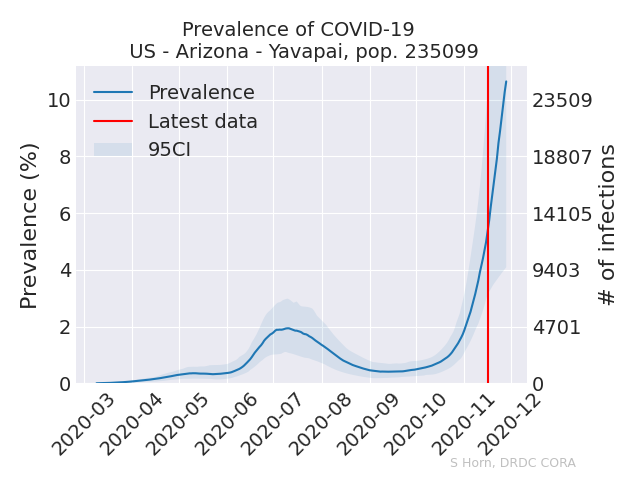 Prevalence of COVID-19
US - Arizona - Yavapai, pop. 235099
Prevalence
Latest data
95CI
Prevalence (%)
10
8
6
4
2
0
23509
18807
14105
9403
4701
0
# of infections
2020-03
2020-04
2020-05
2020-06
2020-07
2020-08
2020-09
2020-10
2020-11
2020-12
S Horn, DRDC CORA